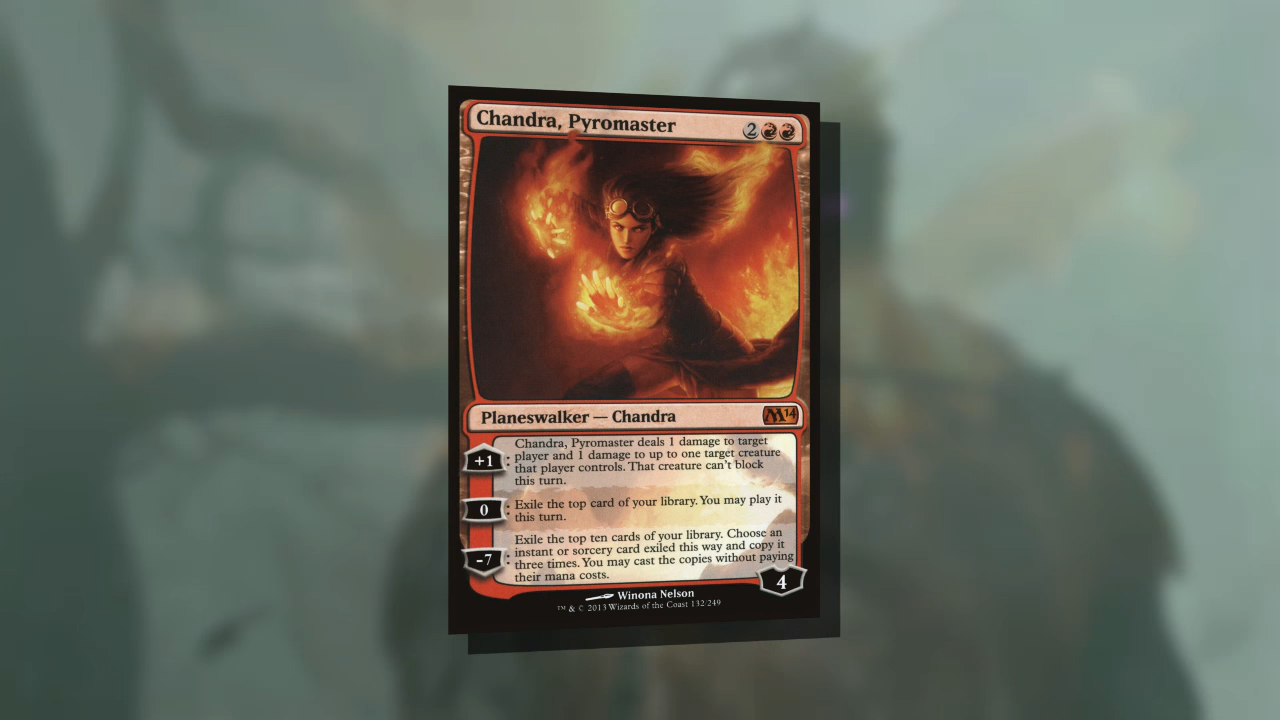 Chandra, Pyromaster 2
Planeswalker — Chandra M14
+1: Chandra, Pyromaster deals 1 damage to target
player and 1 damage to up to one target creature
that player controls. That creature can't block
this turn.
0: Exile the top card of your library. You may play it
this turn.
Exile the top ten cards of your library. Choose an
instant or sorcery card exiled this way and copy it
-7: three times. You may cast the copies without paying
their mana costs.
4
Winona Nelson
™ & © 2013 Wizards of the Coast 132/249